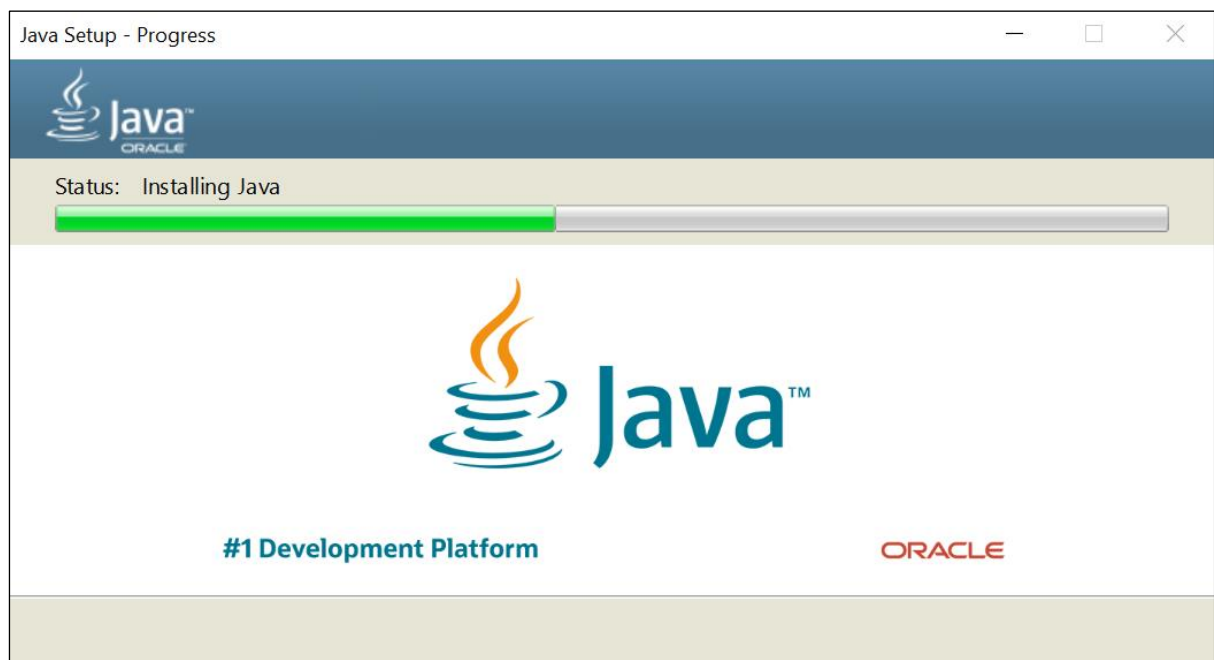 Java Setup - Progress
Java™
ORACLE
Status: Installing Java
Java™
#1 Development Platform
ORACLE